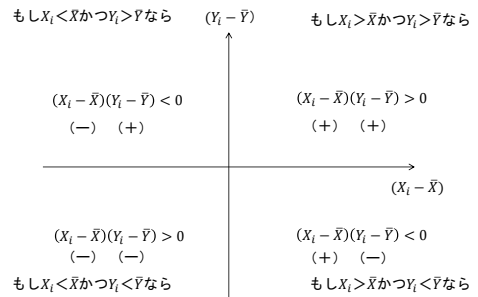 もしX_i<X̄かつY_i>Ȳなら
(Y_i − Ȳ)
もしX_i>X̄かつY_i>Ȳなら
(X_i − X̄)(Y_i − Ȳ) < 0
(−) (+)
(X_i − X̄)(Y_i − Ȳ) > 0
(+) (+)
(X_i − X̄)
(X_i − X̄)(Y_i − Ȳ) > 0
(−) (−)
もしX_i<X̄かつY_i<Ȳなら
(X_i − X̄)(Y_i − Ȳ) < 0
(+) (−)
もしX_i>X̄かつY_i<Ȳなら